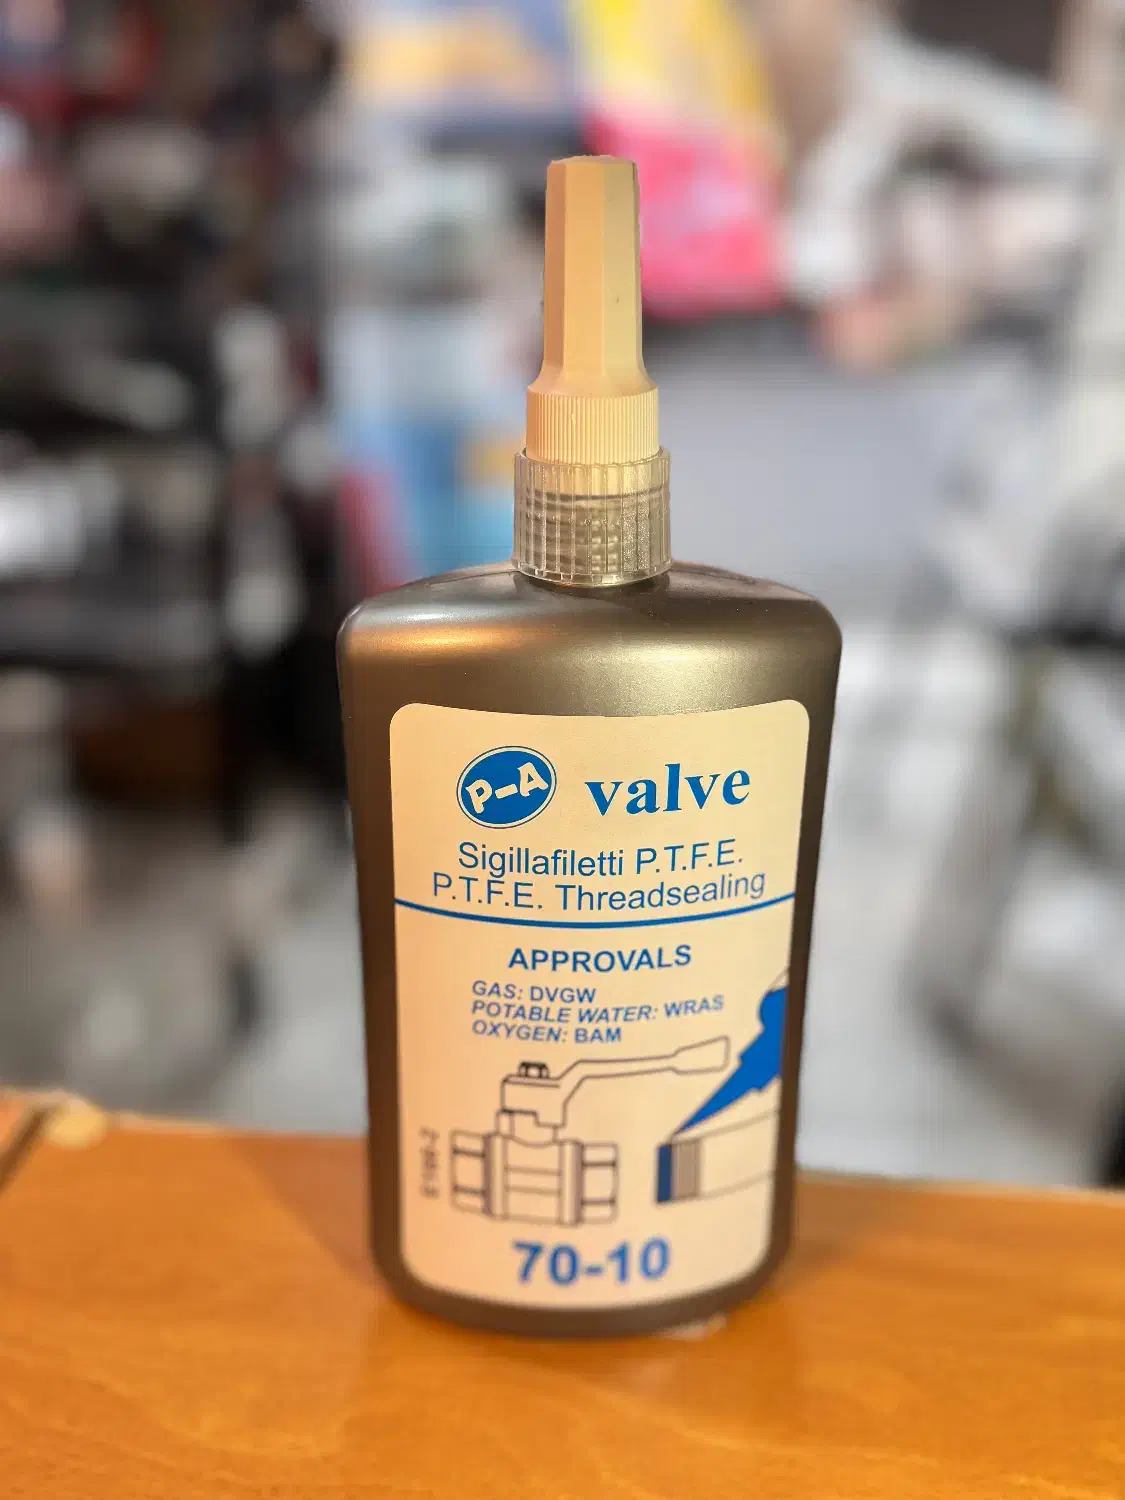 P-A valve
Sigillafiletti P.T.F.E.
P.T.F.E. Threadsealing
APPROVALS
GAS: DVGW
POTABLE WATER: WRAS
OXYGEN: BAM
70-10